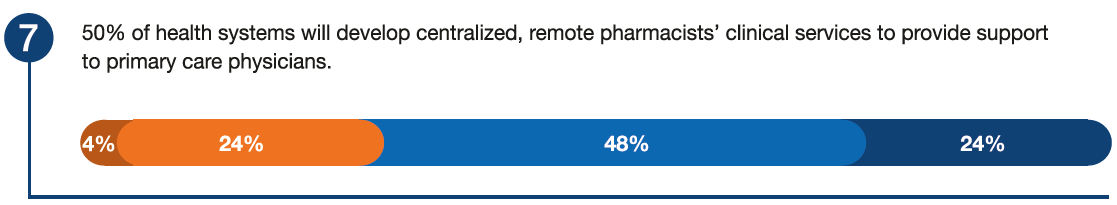 7
50% of health systems will develop centralized, remote pharmacists’ clinical services to provide support
to primary care physicians.
4% 24% 48% 24%